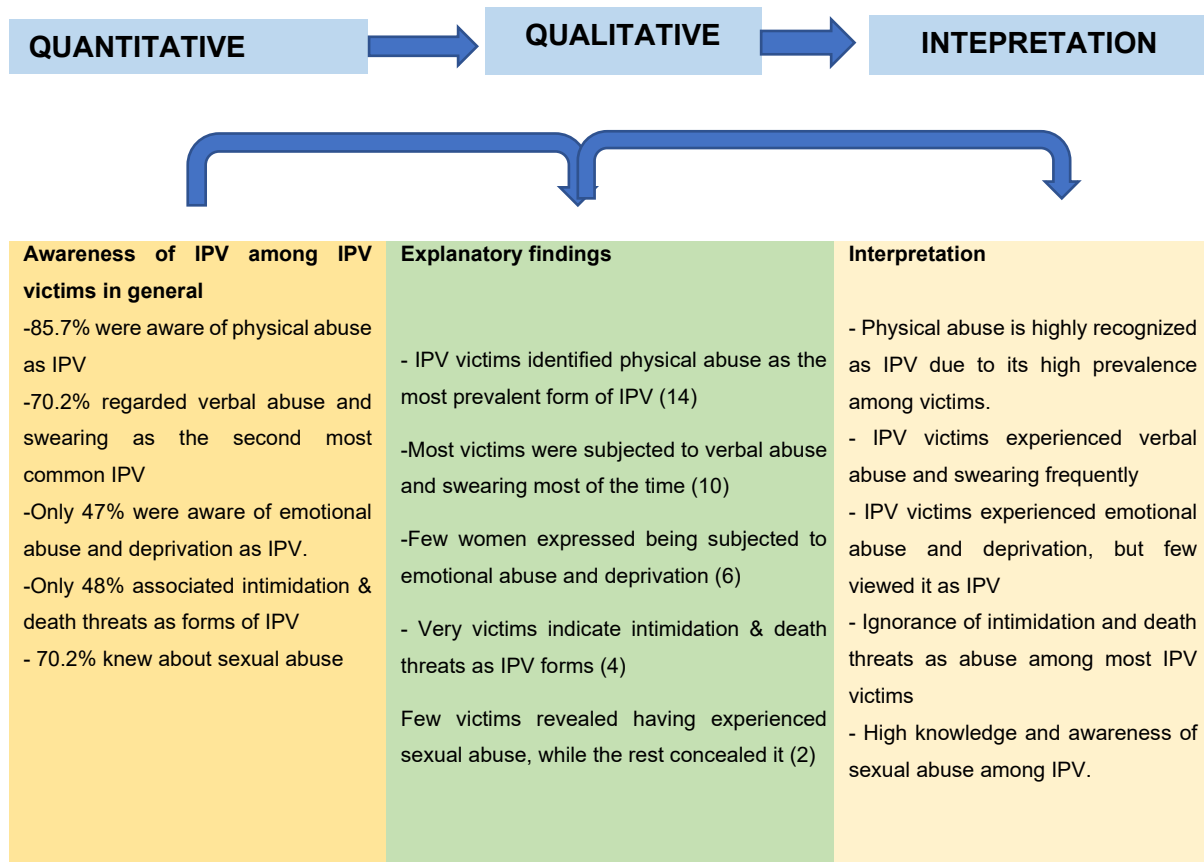 QUANTITATIVE
QUALITATIVE
INTEPRETATION
Awareness of IPV among IPV
victims in general
-85.7% were aware of physical abuse
as IPV
-70.2% regarded verbal abuse and
swearing as the second most
common IPV
-Only 47% were aware of emotional
abuse and deprivation as IPV.
-Only 48% associated intimidation &
death threats as forms of IPV
- 70.2% knew about sexual abuse
Explanatory findings
- IPV victims identified physical abuse as the
most prevalent form of IPV (14)
-Most victims were subjected to verbal abuse
and swearing most of the time (10)
-Few women expressed being subjected to
emotional abuse and deprivation (6)
- Very victims indicate intimidation & death
threats as IPV forms (4)
Few victims revealed having experienced
sexual abuse, while the rest concealed it (2)
Interpretation
- Physical abuse is highly recognized
as IPV due to its high prevalence
among victims.
- IPV victims experienced verbal
abuse and swearing frequently
- IPV victims experienced emotional
abuse and deprivation, but few
viewed it as IPV
- Ignorance of intimidation and death
threats as abuse among most IPV
victims
- High knowledge and awareness of
sexual abuse among IPV.